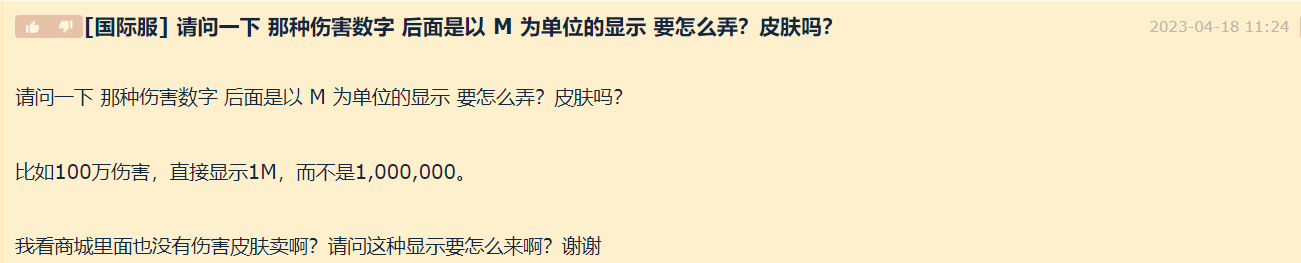 [国际服] 请问一下 那种伤害数字 后面是以 M 为单位的显示 要怎么弄？皮肤吗？
2023-04-18 11:24
请问一下 那种伤害数字 后面是以 M 为单位的显示 要怎么弄？皮肤吗？
比如100万伤害，直接显示1M，而不是1,000,000。
我看商城里面也没有伤害皮肤卖啊？请问这种显示要怎么来啊？谢谢